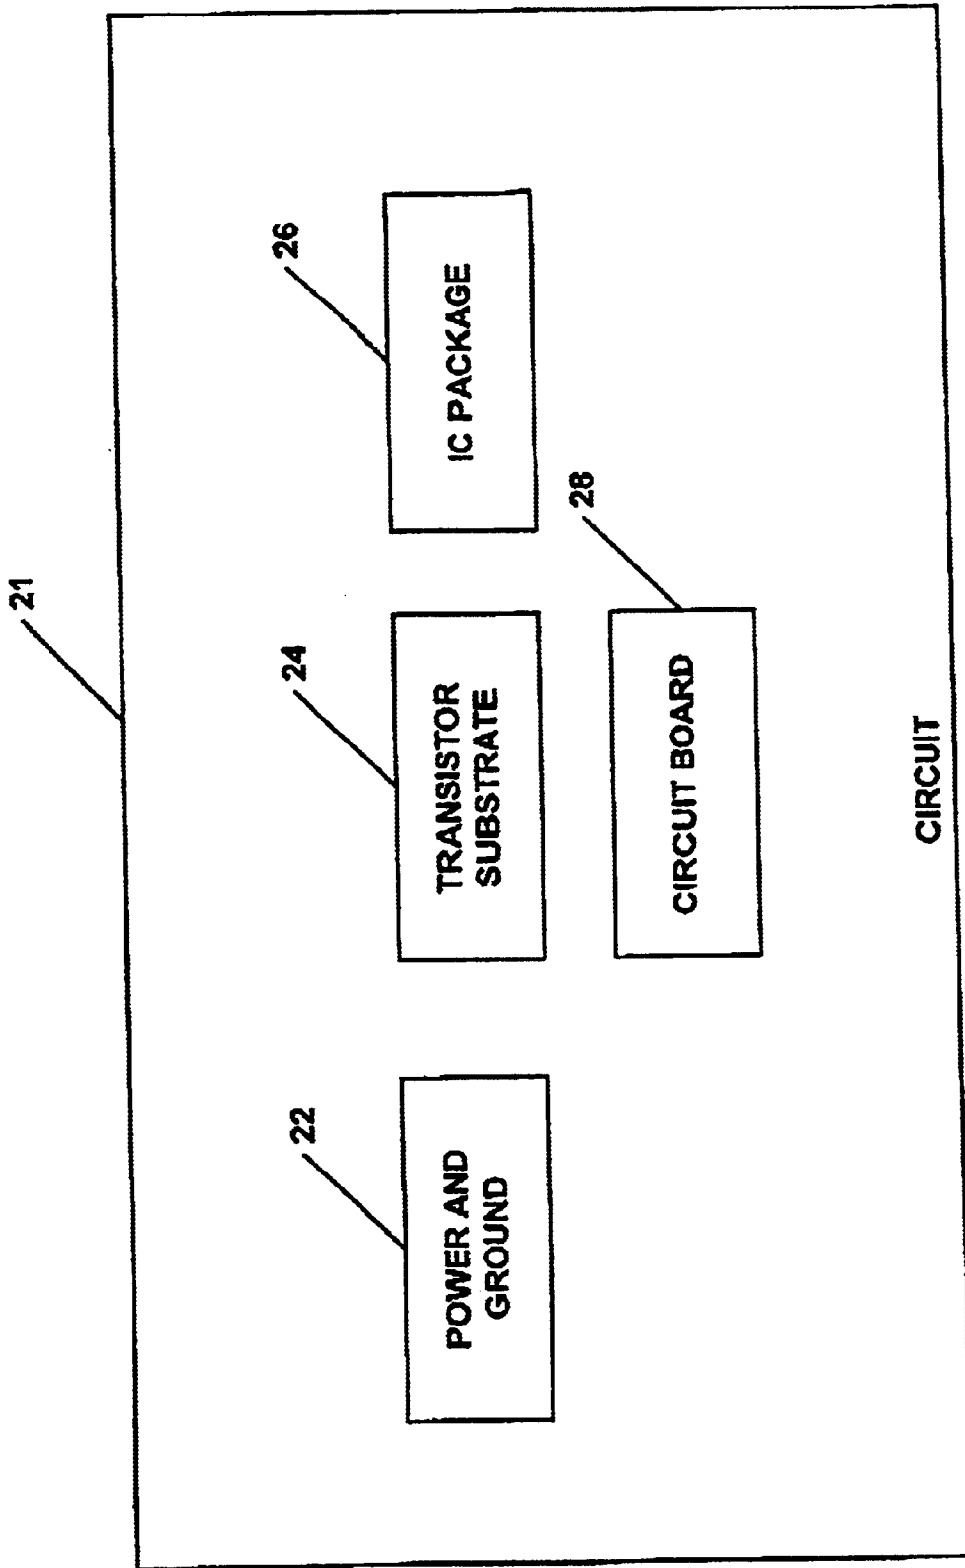 21
22
POWER AND
GROUND
24
TRANSISTOR
SUBSTRATE
26
IC PACKAGE
28
CIRCUIT BOARD
CIRCUIT